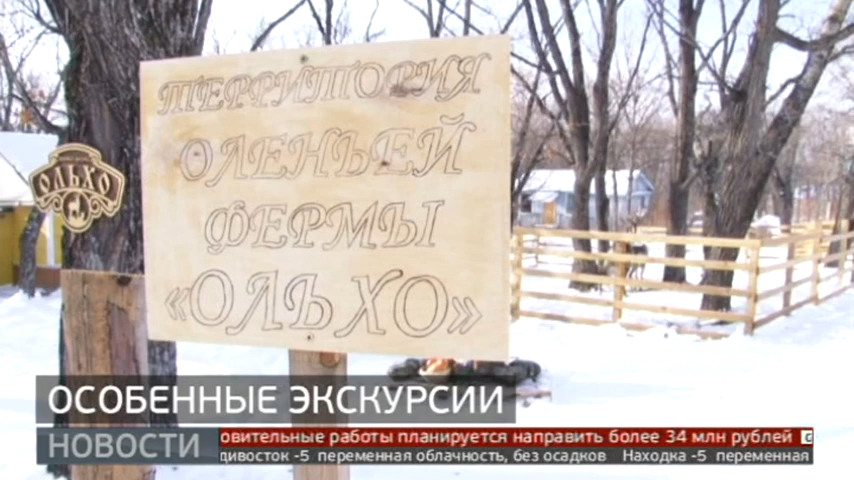 ТЕРРИТОРИЯ
ОЛЕНЬЕЙ
ФЕРМЫ
«ОЛЬХО»
ОЛЬХО
ОСОБЕННЫЕ ЭКСКУРСИИ
НОВОСТИ
овительные работы планируется направить более 34 млн рублей
дивосток -5 переменная облачность, без осадков Находка -5 переменная